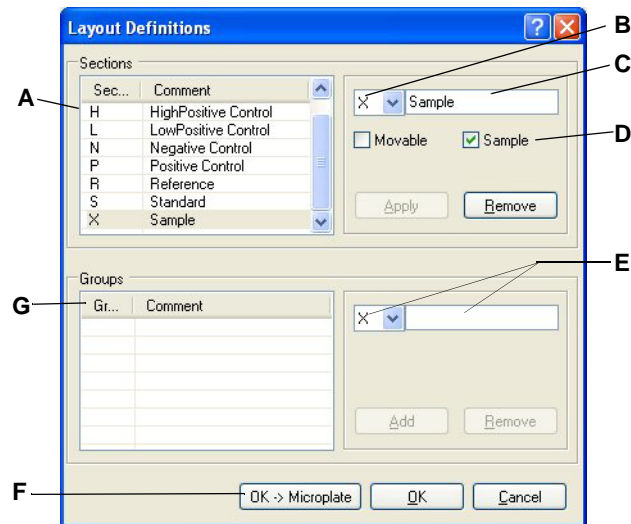 Layout Definitions
B
Sections
C
A
Sec... Comment
H HighPositive Control
L LowPositive Control
N Negative Control
P Positive Control
R Reference
S Standard
X Sample
X Sample
Movable Sample
D
Apply Remove
E
Groups
G
Gr... Comment
X
Add Remove
F
OK -> Microplate OK Cancel